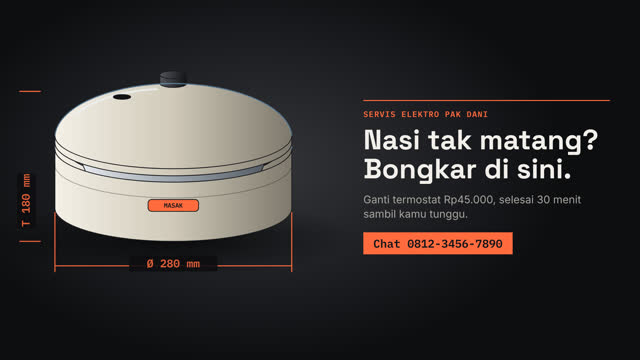 T 180 mm
MASAK
Ø 280 mm
SERVIS ELEKTRO PAK DANI
Nasi tak matang?
Bongkar di sini.
Ganti termostat Rp45.000, selesai 30 menit
sambil kamu tunggu.
Chat 0812-3456-7890